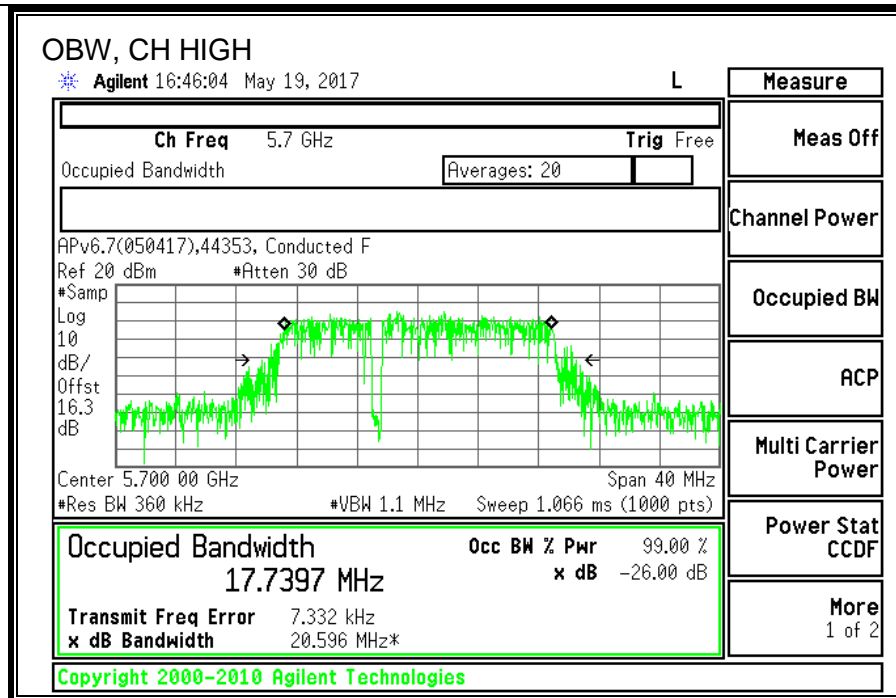 OBW, CH HIGH
Agilent 16:46:04 May 19, 2017 L
Measure
Ch Freq 5.7 GHz Trig Free
Occupied Bandwidth Averages: 20
APv6.7(050417),44353, Conducted F
Ref 20 dBm #Atten 30 dB
#Samp
Log
10
dB/
Offst
16.3
dB
Center 5.700 00 GHz Span 40 MHz
#Res BW 360 kHz #VBW 1.1 MHz Sweep 1.066 ms (1000 pts)
Occupied Bandwidth
17.7397 MHz
Occ BW % Pwr 99.00 %
x dB -26.00 dB
Transmit Freq Error 7.332 kHz
x dB Bandwidth 20.596 MHz*
Copyright 2000-2010 Agilent Technologies
Meas Off
Channel Power
Occupied BW
ACP
Multi Carrier
Power
Power Stat
CCDF
More
1 of 2